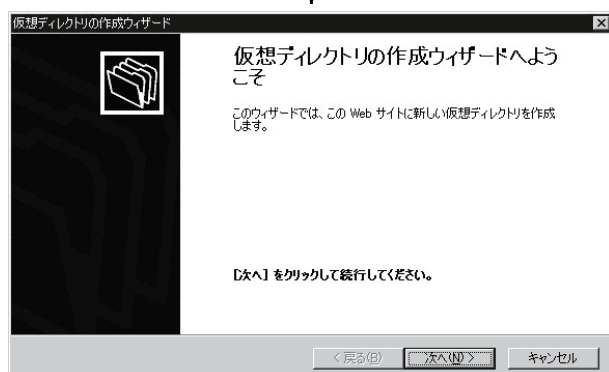 仮想ディレクトリの作成ウィザード
仮想ディレクトリの作成ウィザードへよう
こそ
このウィザードでは、この Web サイトに新しい仮想ディレクトリを作成
します。
[次へ] をクリックして続行してください。
< 戻る(B)
次へ(N) >
キャンセル